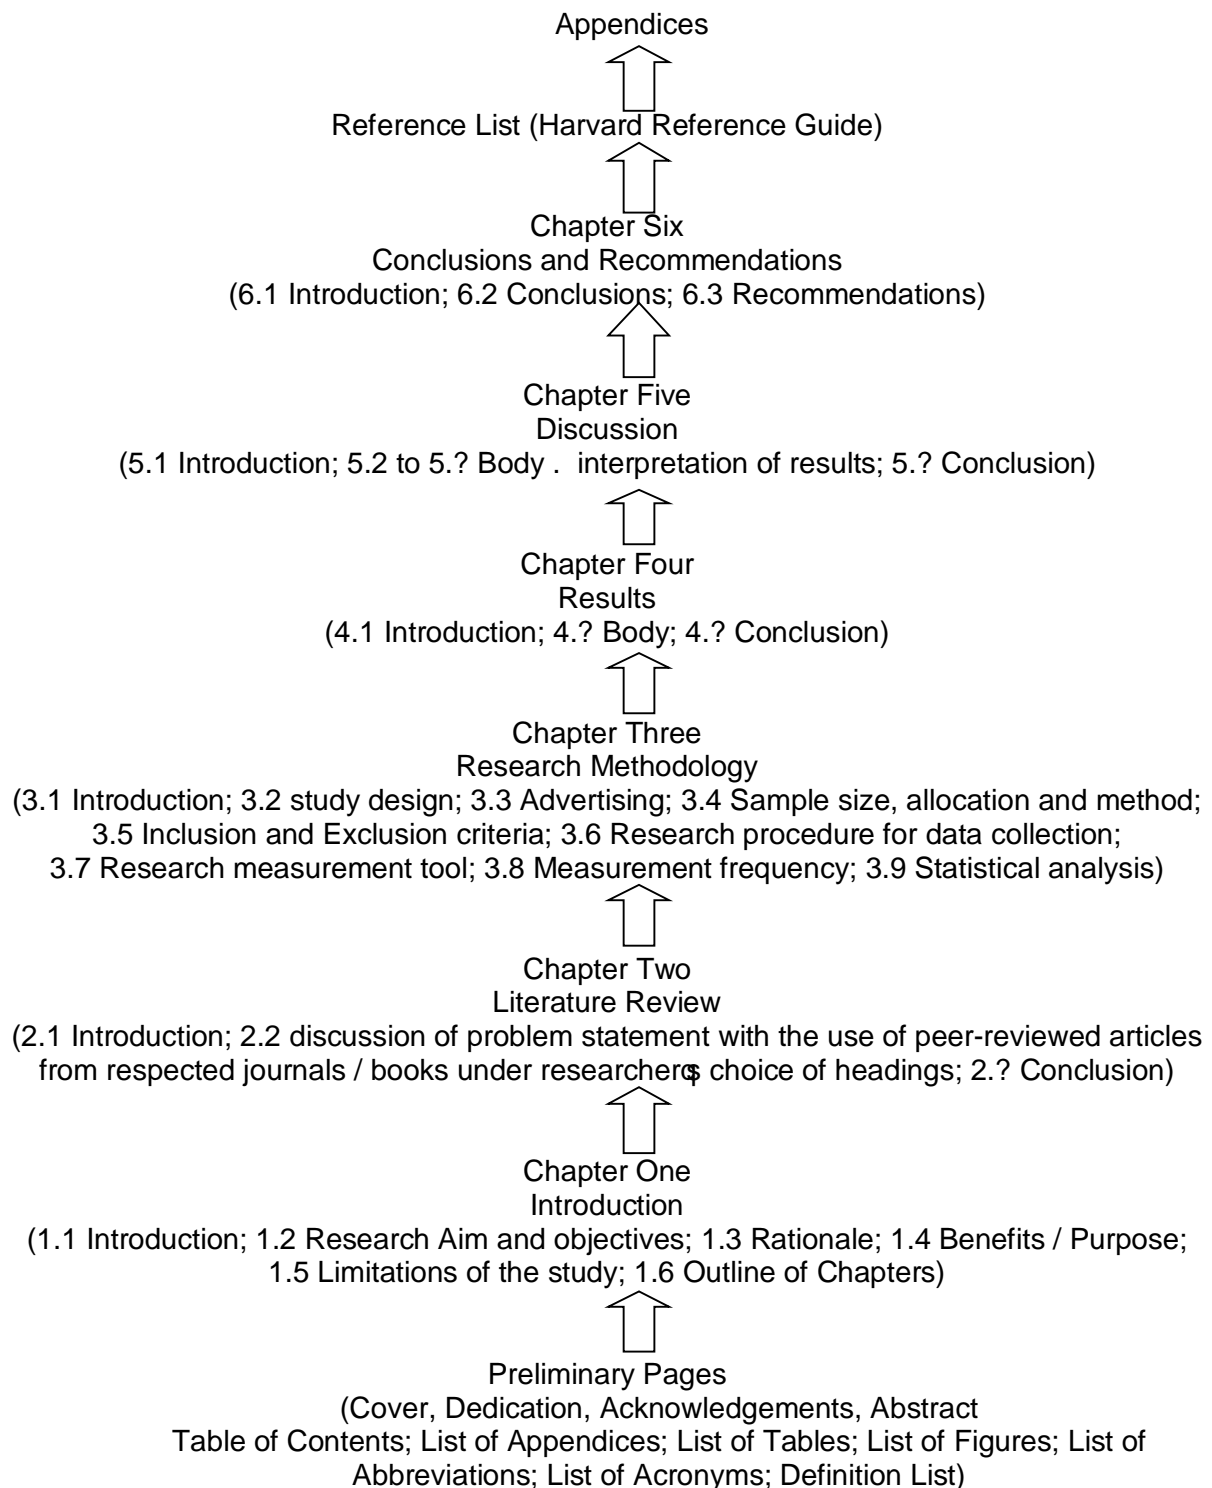 Appendices
Reference List (Harvard Reference Guide)
Chapter Six
Conclusions and Recommendations
(6.1 Introduction; 6.2 Conclusions; 6.3 Recommendations)
Chapter Five
Discussion
(5.1 Introduction; 5.2 to 5.? Body . interpretation of results; 5.? Conclusion)
Chapter Four
Results
(4.1 Introduction; 4.? Body; 4.? Conclusion)
Chapter Three
Research Methodology
(3.1 Introduction; 3.2 study design; 3.3 Advertising; 3.4 Sample size, allocation and method;
3.5 Inclusion and Exclusion criteria; 3.6 Research procedure for data collection;
3.7 Research measurement tool; 3.8 Measurement frequency; 3.9 Statistical analysis)
Chapter Two
Literature Review
(2.1 Introduction; 2.2 discussion of problem statement with the use of peer-reviewed articles
from respected journals / books under researcherqs choice of headings; 2.? Conclusion)
Chapter One
Introduction
(1.1 Introduction; 1.2 Research Aim and objectives; 1.3 Rationale; 1.4 Benefits / Purpose;
1.5 Limitations of the study; 1.6 Outline of Chapters)
Preliminary Pages
(Cover, Dedication, Acknowledgements, Abstract
Table of Contents; List of Appendices; List of Tables; List of Figures; List of
Abbreviations; List of Acronyms; Definition List)